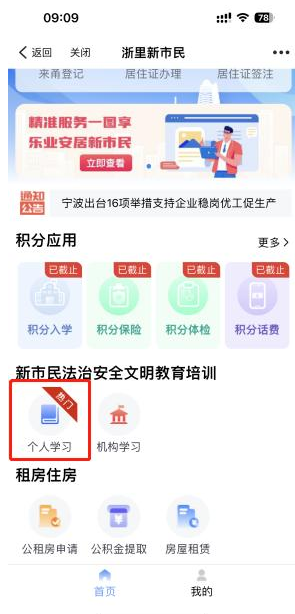 09:09
78
返回 关闭 浙里新市民
来甬登记 居住证办理 居住证签注
精准服务一图享
乐业安居新市民
立即查看
通知公告 宁波出台16项举措支持企业稳岗优工促生产
积分应用 更多
已截止 已截止 已截止 已截止
积分入学 积分保险 积分体检 积分话费
新市民法治安全文明教育培训
热门
个人学习 机构学习
租房住房
公租房申请 公积金提取 房屋租赁
首页 我的